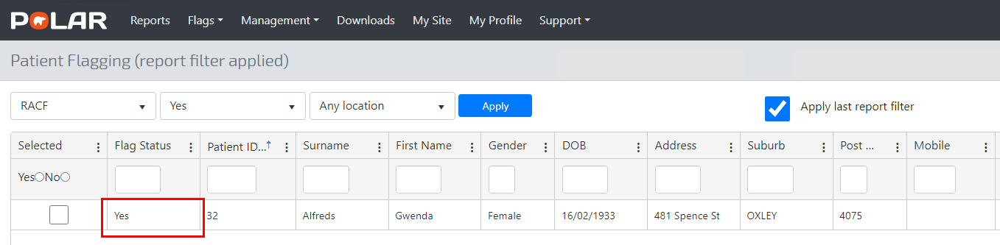 POLAR Reports Flags Management Downloads My Site My Profile Support
Patient Flagging (report filter applied)
RACF Yes Any location Apply Apply last report filter
Selected Flag Status Patient ID... Surname First Name Gender DOB Address Suburb Post ... Mobile
Yes No
Yes 32 Alfreds Gwenda Female 16/02/1933 481 Spence St OXLEY 4075